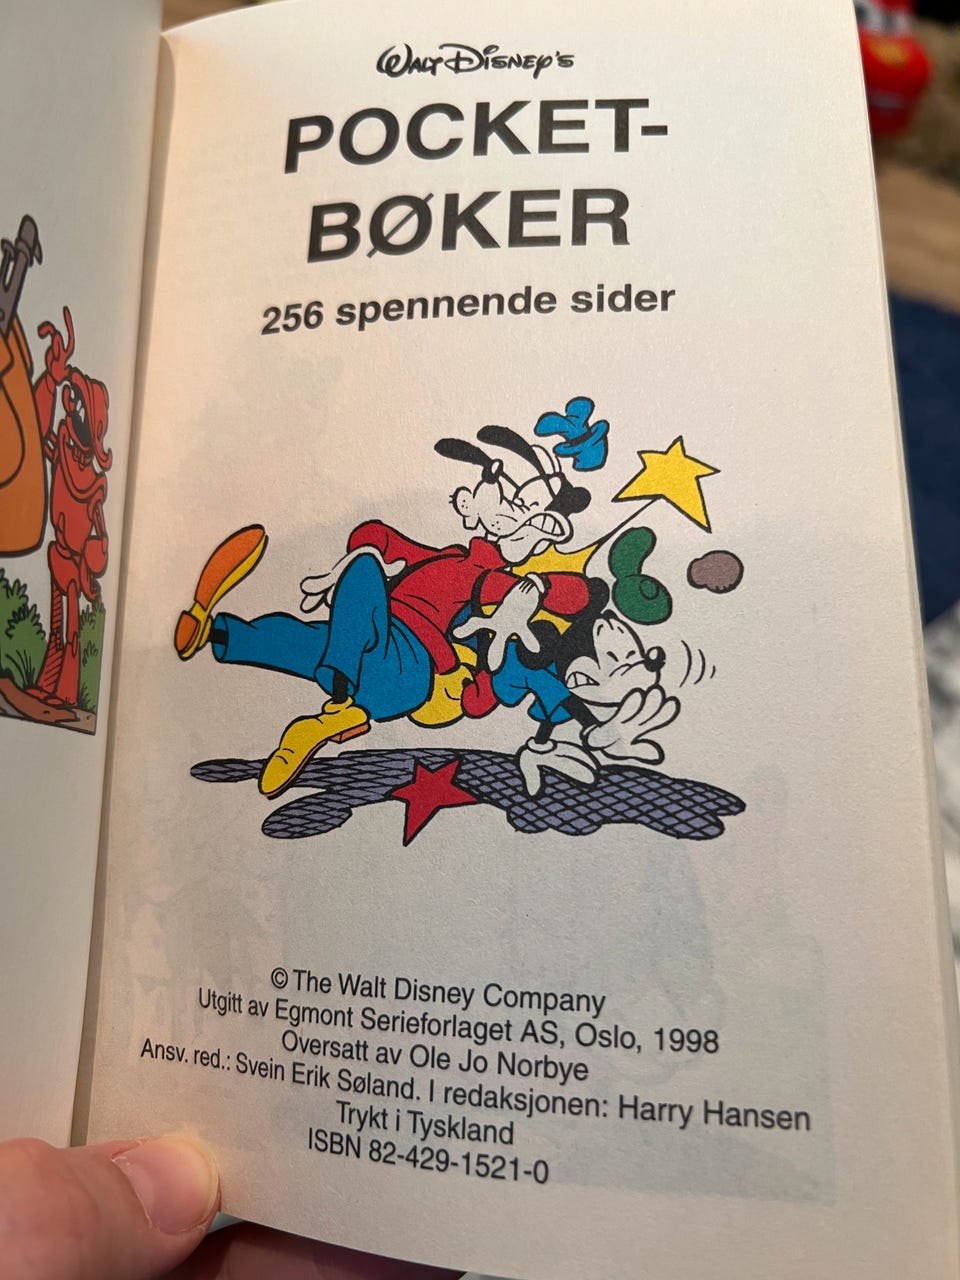 Walt Disney's
POCKET-
BØKER
256 spennende sider
© The Walt Disney Company
Utgitt av Egmont Serieforlaget AS, Oslo, 1998
Oversatt av Ole Jo Norbye
Ansv. red.: Svein Erik Søland. I redaksjonen: Harry Hansen
Trykt i Tyskland
ISBN 82-429-1521-0